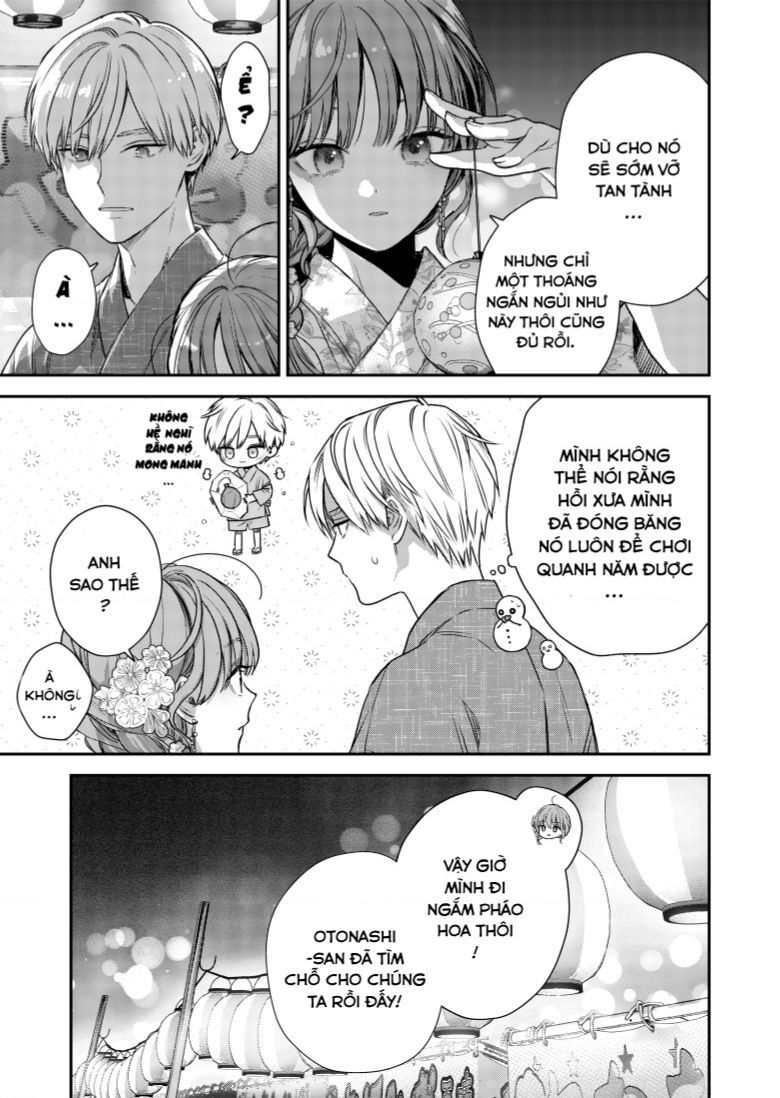 DÙ CHO NÓ
SẼ SỚM VỠ
TAN TÀNH
...
NHƯNG CHỈ
MỘT THOÁNG
NGẮN NGỦI NHƯ
NÀY THÔI CŨNG
ĐỦ RỒI.
Ể?
À
...
MÌNH KHÔNG
THỂ NÓI RẰNG
HỒI XƯA MÌNH
ĐÃ ĐÓNG BĂNG
NÓ LUÔN ĐỂ CHƠI
QUANH NĂM ĐƯỢC
...
KHÔNG
HỀ NGHĨ
RẰNG NÓ
MONG MANH
...
ANH
SAO THẾ
?
À
KHÔNG
...
VẬY GIỜ
MÌNH ĐI
NGẮM PHÁO
HOA THÔI
!
OTONASHI
-SAN ĐÃ TÌM
CHỖ CHO CHÚNG
TA RỒI ĐẤY!